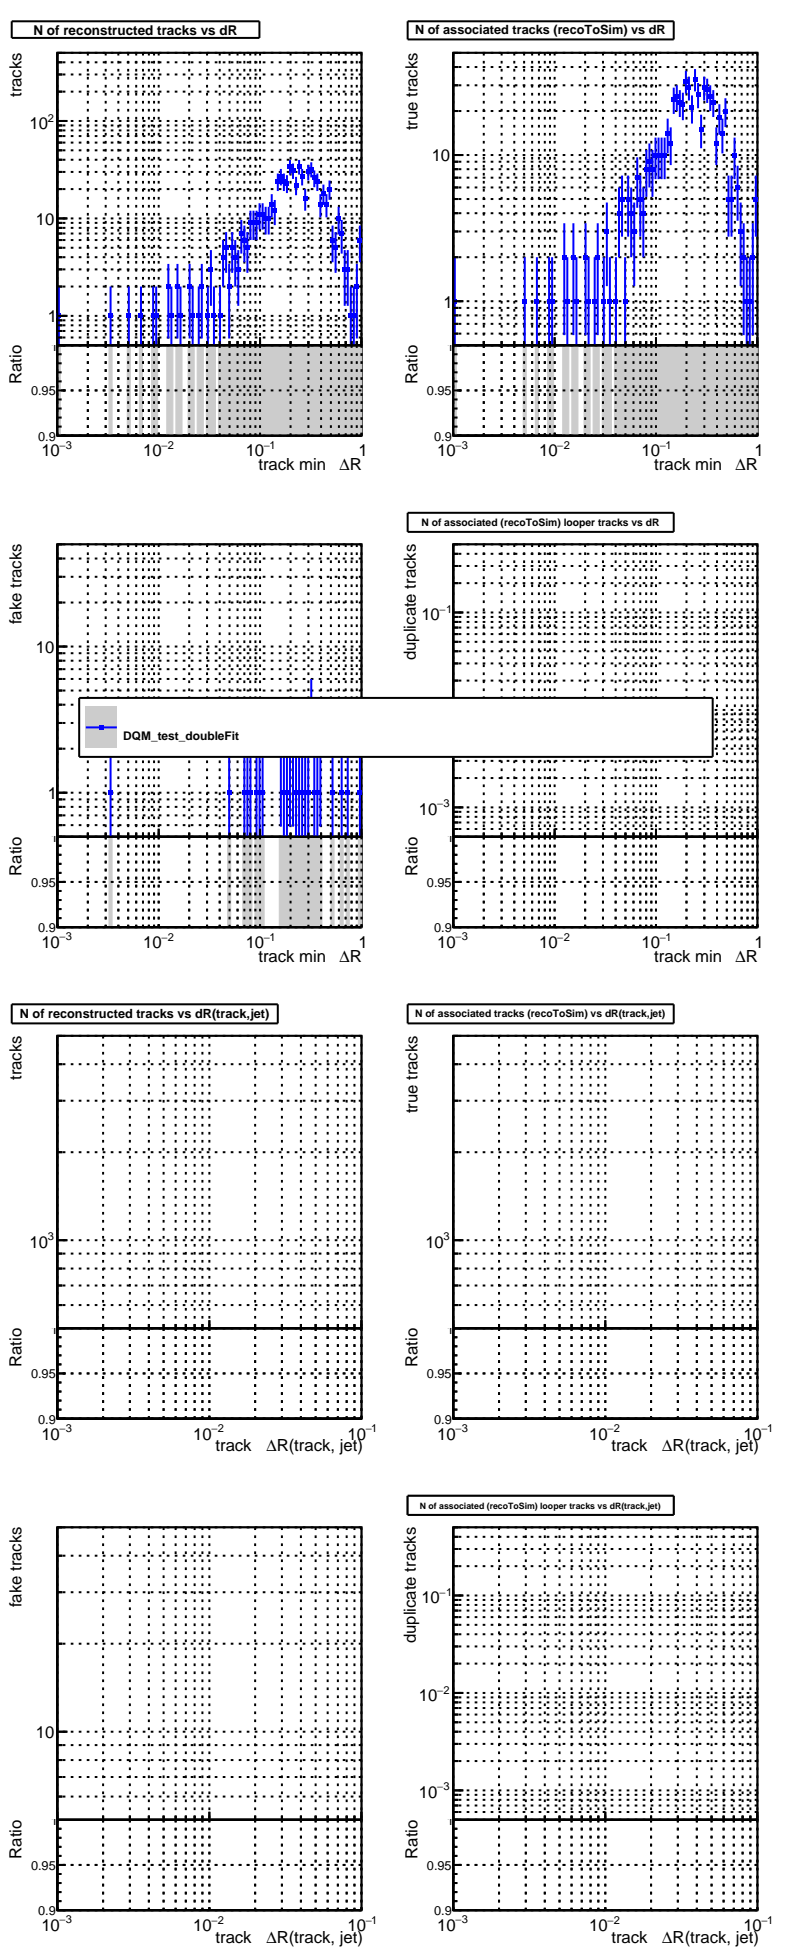 N of reconstructed tracks vs dR
N of associated tracks (recoToSim) vs dR
tracks
10²
10
1
Ratio
0.95
0.9
10⁻³ 10⁻² 10⁻¹ 1
track min ΔR
true tracks
10
1
Ratio
0.95
0.9
10⁻³ 10⁻² 10⁻¹ 1
track min ΔR
N of associated (recoToSim) looper tracks vs dR
fake tracks
10
1
Ratio
0.95
0.9
10⁻³ 10⁻² 10⁻¹ 1
track min ΔR
duplicate tracks
10⁻¹
10⁻³
Ratio
0.95
0.9
10⁻³ 10⁻² 10⁻¹ 1
track min ΔR
DQM_test_doubleFit
N of reconstructed tracks vs dR(track,jet)
N of associated tracks (recoToSim) vs dR(track,jet)
tracks
10³
Ratio
0.95
0.9
10⁻³ 10⁻² 10⁻¹
track ΔR(track, jet)
true tracks
10³
Ratio
0.95
0.9
10⁻³ 10⁻² 10⁻¹
track ΔR(track, jet)
N of associated (recoToSim) looper tracks vs dR(track,jet)
fake tracks
10
Ratio
0.95
0.9
10⁻³ 10⁻² 10⁻¹
track ΔR(track, jet)
duplicate tracks
10⁻¹
10⁻²
10⁻³
Ratio
0.95
0.9
10⁻³ 10⁻² 10⁻¹
track ΔR(track, jet)